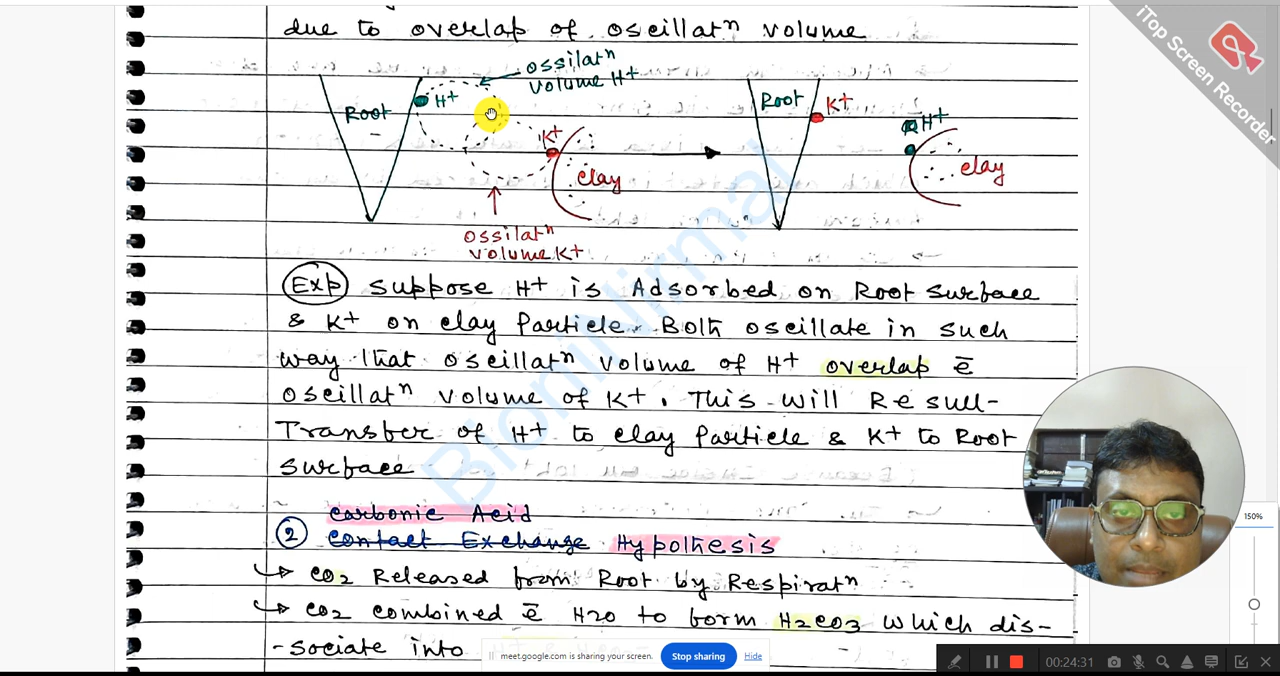 due to overlap of oscillatⁿ volume
ossilatⁿ
volume H+
Root
H+
K+
clay
ossilatⁿ
volume K+
Root
K+
H+
clay
Exp suppose H+ is Adsorbed on Root surface
& K+ on clay Particle. Both oscillate in such
way that oscillatⁿ volume of H+ overlap c̄
oscillatⁿ volume of K+. This will Result-
Transfer of H+ to clay Particle & K+ to Root
surface
carbonic Acid
② contact Exchange Hypothesis
↳ CO2 Released from Root by Respiratⁿ
↳ CO2 combined c̄ H2O to form H2CO3 which dis-
-sociate into
BioniNirmal
iTop Screen Recorder
150%
meet.google.com is sharing your screen.
Stop sharing
Hide
00:24:31